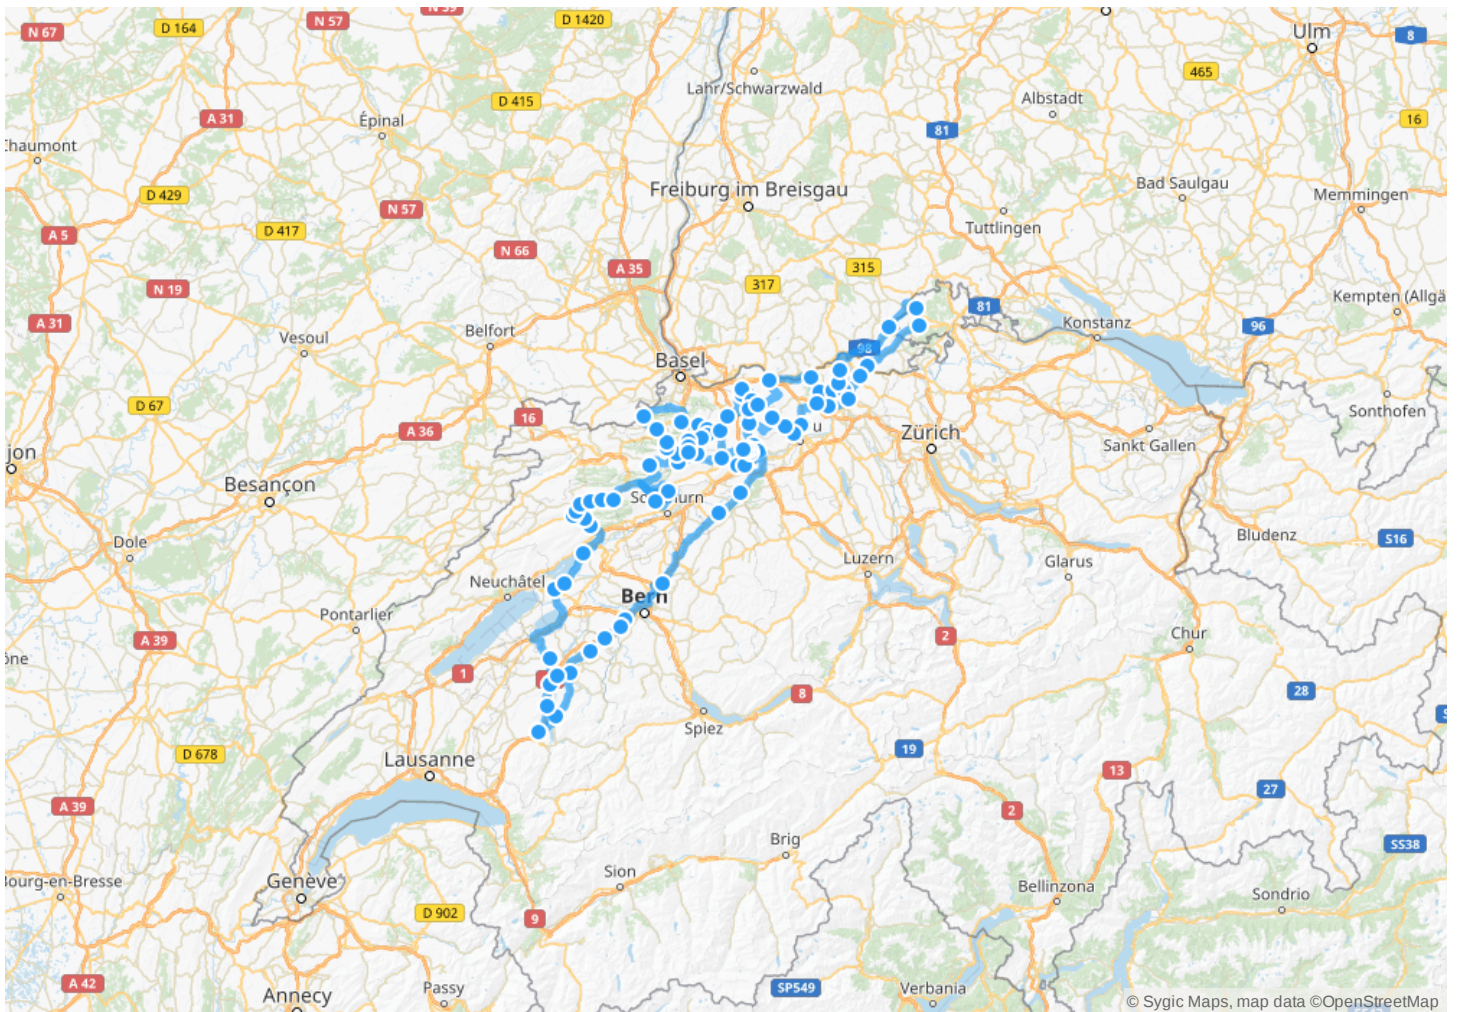 N 59
N 67
D 164
N 57
D 1420
Ulm
8
Lahr/Schwarzwald
465
Albstadt
D 415
A 31
Épinal
81
16
Chaumont
D 429
Freiburg im Breisgau
Bad Saulgau
Memmingen
N 57
A 5
D 417
Tuttlingen
N 66
A 35
315
317
N 19
Kempten (Allgä
81
A 31
Vesoul
Belfort
Konstanz
96
98
Basel
D 67
16
Sonthofen
A 36
u
Zürich
Sankt Gallen
jon
Besançon
Dole
Bludenz
S16
Luzern
Glarus
Neuchâtel
Bern
Pontarlier
A 39
2
Chur
1
8
28
Spiez
D 678
Lausanne
19
13
A 39
27
2
Brig
SS38
Bourg-en-Bresse
Genève
Sion
Bellinzona
Sondrio
D 902
9
A 42
Annecy
Passy
SP549
Verbania
© Sygic Maps, map data ©OpenStreetMap